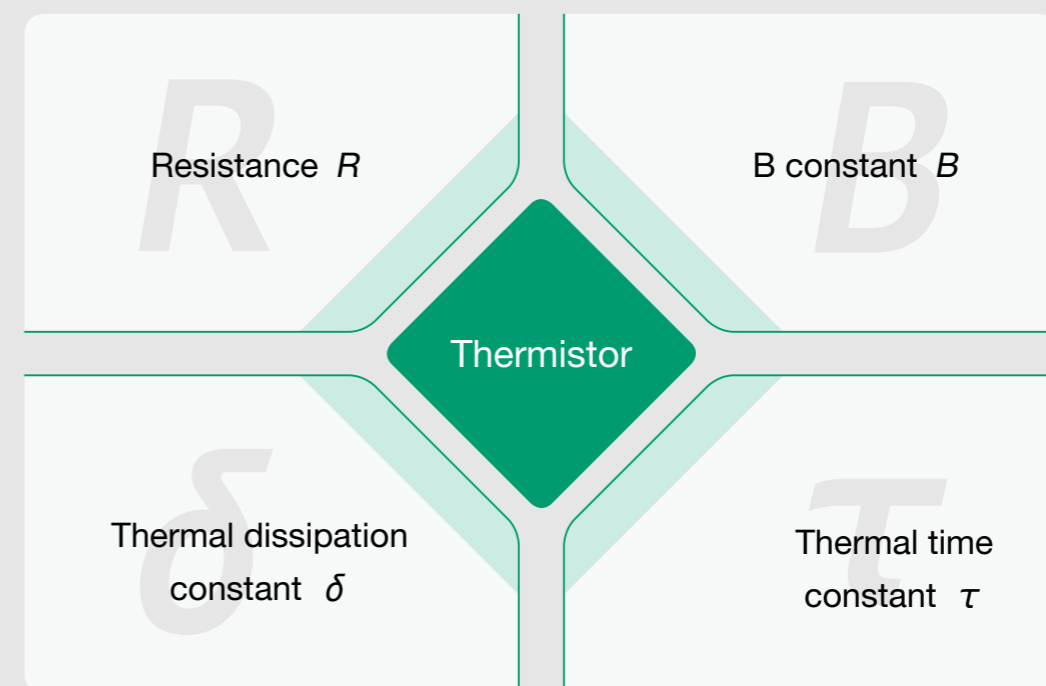 R
Resistance R
B
B constant B
Thermistor
δ
Thermal dissipation
constant δ
τ
Thermal time
constant τ